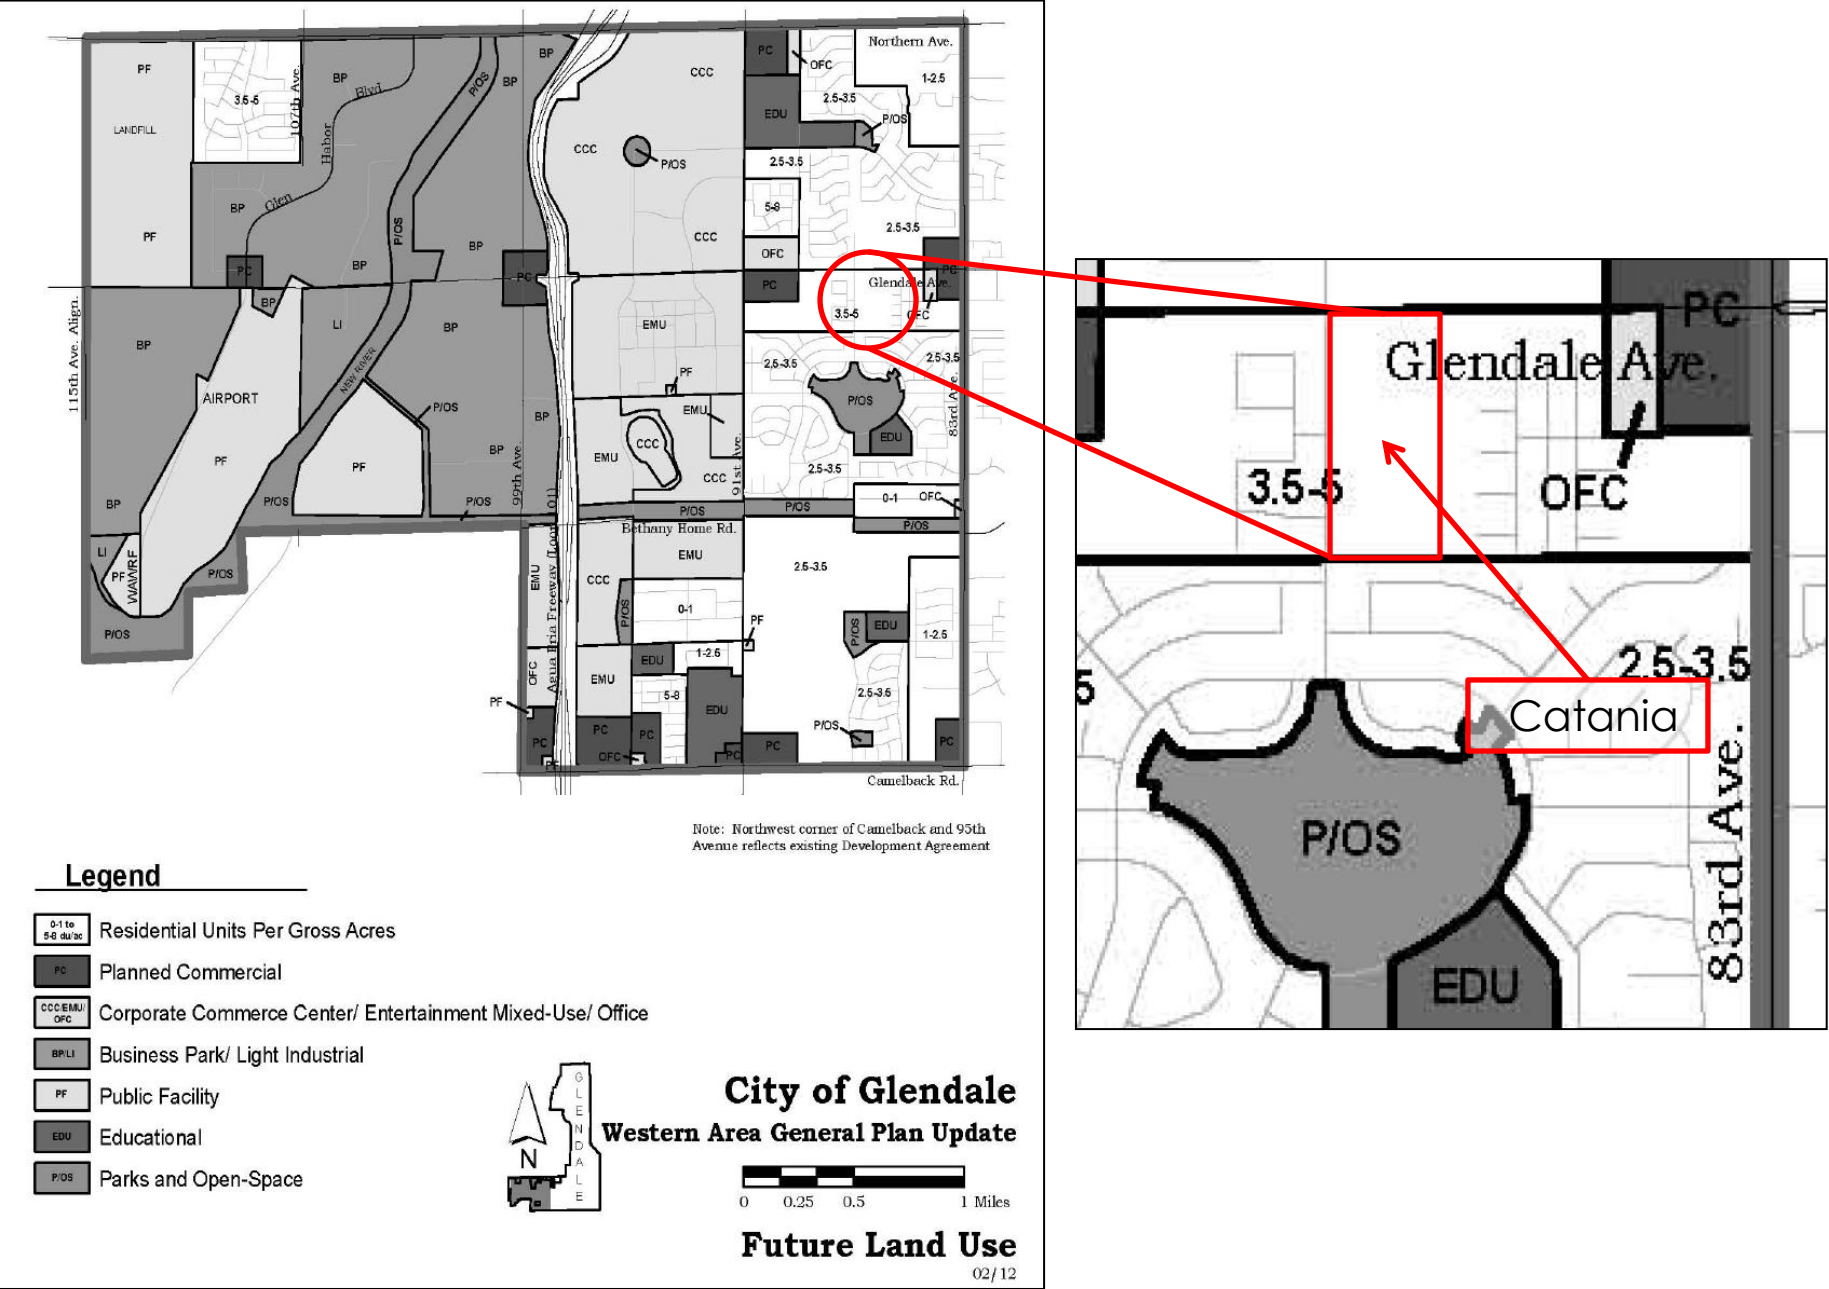 Northern Ave.
PF
3.5-5
107th Ave.
BP
Blvd
Habor
Glen
P/OS
BP
BP
CCC
PC
OFC
1-2.5
2.5-3.5
LANDFILL
EDU
P/OS
CCC
P/OS
2.5-3.5
BP
5-8
PF
BP
CCC
2.5-3.5
P/OS
OFC
PC
BP
PC
PC
PC
Glendale Ave.
BP
LI
BP
EMU
3.5-5
OFC
115th Ave. Align.
BP
NEW RIVER
2.5-3.5
2.5-3.5
AIRPORT
PF
P/OS
EMU
P/OS
83rd Ave.
BP
EDU
CCC
PF
PF
BP
EMU
CCC
91st Ave.
2.5-3.5
99th Ave.
BP
P/OS
P/OS
P/OS
0-1
OFC
P/OS
P/OS
P/OS
Bethany Home Rd.
LI
PF
WAWRF
P/OS
EMU
Agua Fria Freeway (Loop 101)
CCC
EMU
2.5-3.5
P/OS
0-1
PF
P/OS
EDU
1-2.5
P/OS
OFC
EMU
EDU
1-2.5
5-8
EDU
2.5-3.5
PF
P/OS
PC
PC
PC
OFC
PC
PC
PC
PF
Camelback Rd.
Note: Northwest corner of Camelback and 95th
Avenue reflects existing Development Agreement
Legend
0-1 to
5-8 du/ac
Residential Units Per Gross Acres
PC
Planned Commercial
CCC/EMU/
OFC
Corporate Commerce Center/ Entertainment Mixed-Use/ Office
BP/LI
Business Park/ Light Industrial
PF
Public Facility
EDU
Educational
P/OS
Parks and Open-Space
N
GLENDALE
City of Glendale
Western Area General Plan Update
0 0.25 0.5 1 Miles
Future Land Use
02/12
PC
Glendale Ave.
3.5-5
OFC
2.5-3.5
5
Catania
P/OS
83rd Ave.
EDU